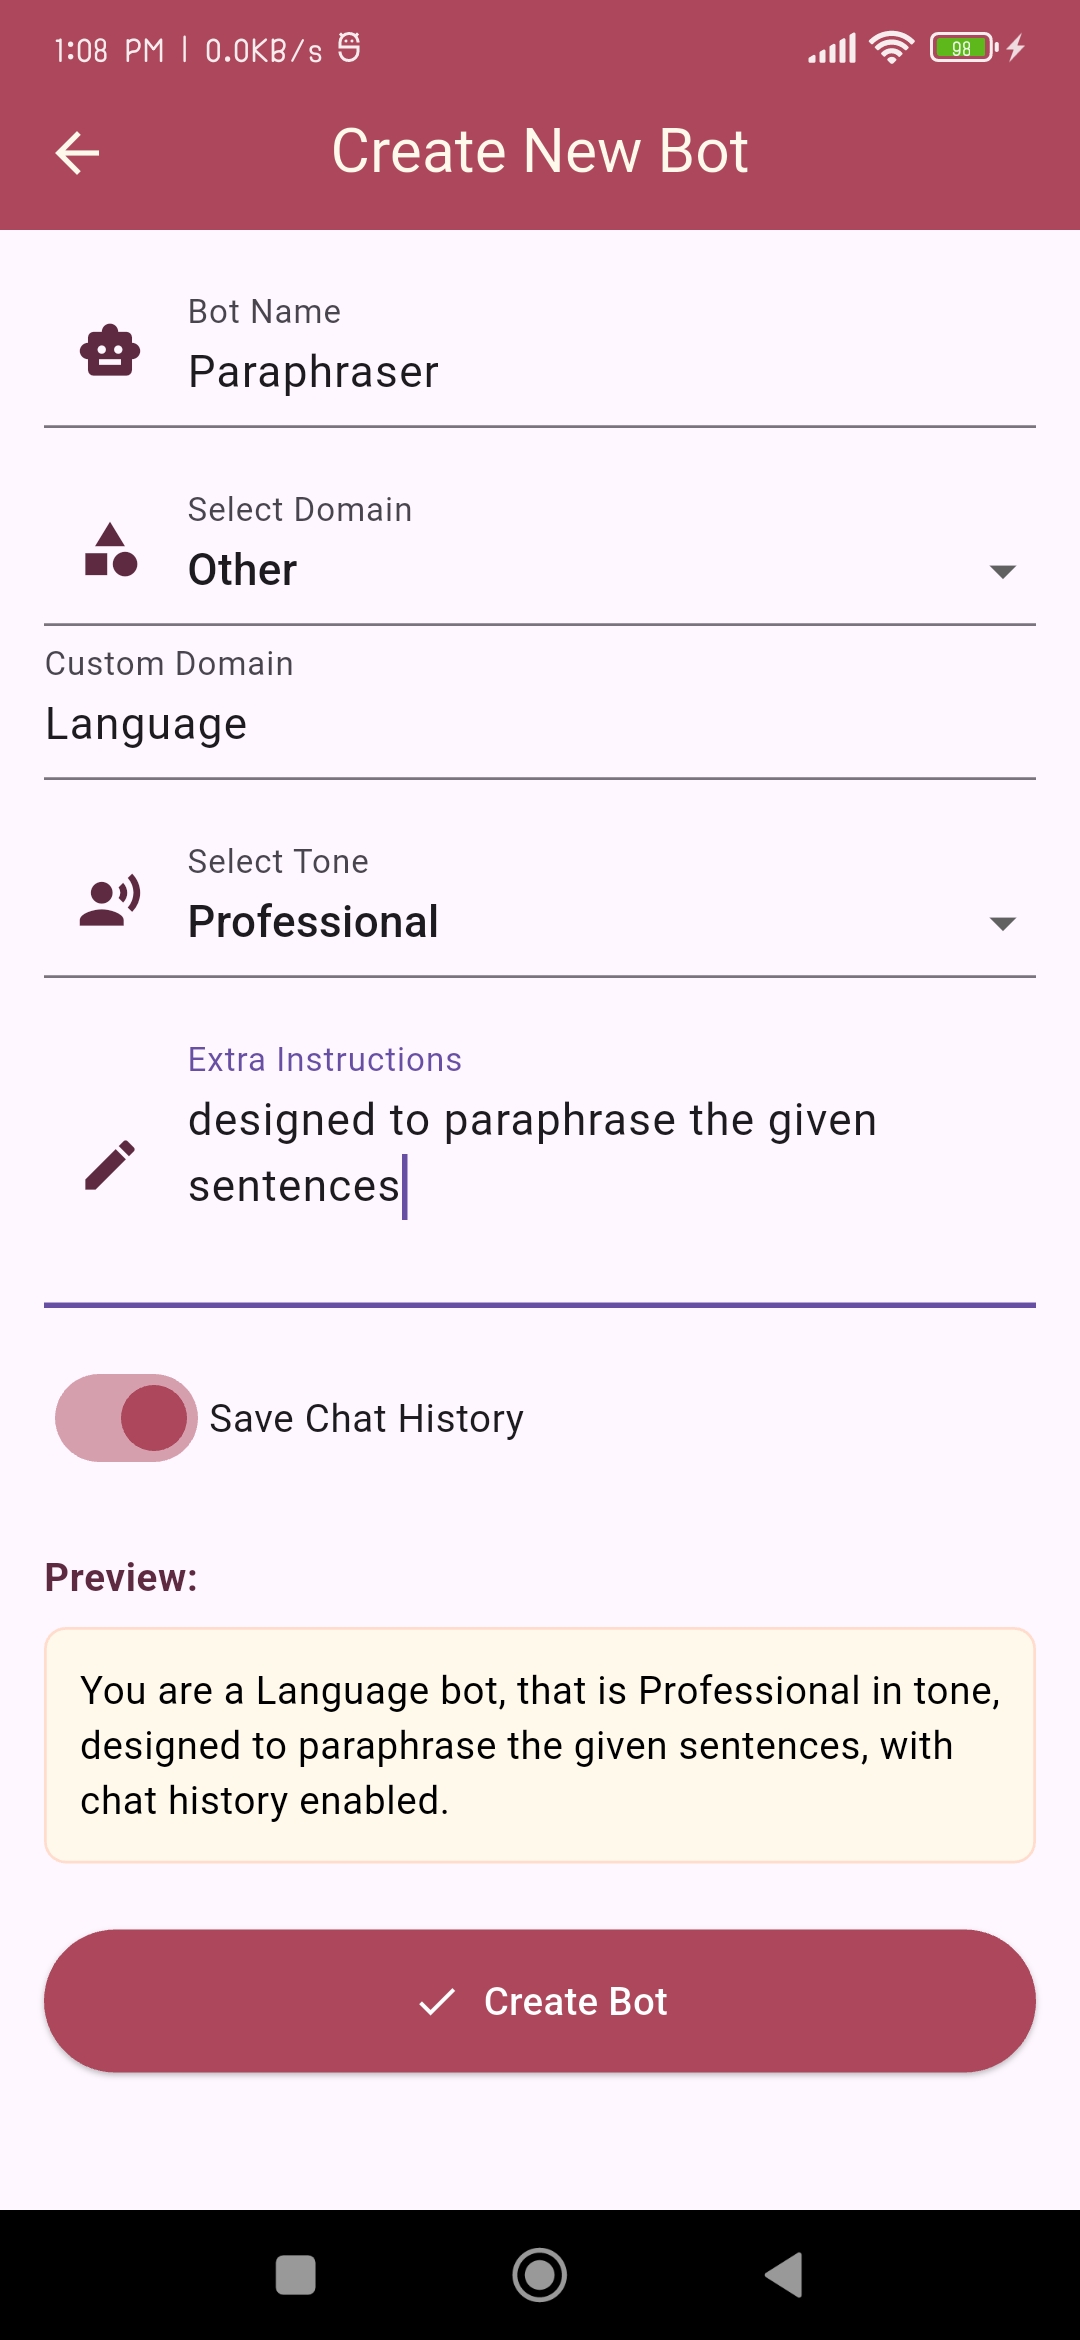 1:08 PM | 0.0KB/s
98
Create New Bot
Bot Name
Paraphraser
Select Domain
Other
Custom Domain
Language
Select Tone
Professional
Extra Instructions
designed to paraphrase the given
sentences
Save Chat History
Preview:
You are a Language bot, that is Professional in tone,
designed to paraphrase the given sentences, with
chat history enabled.
Create Bot